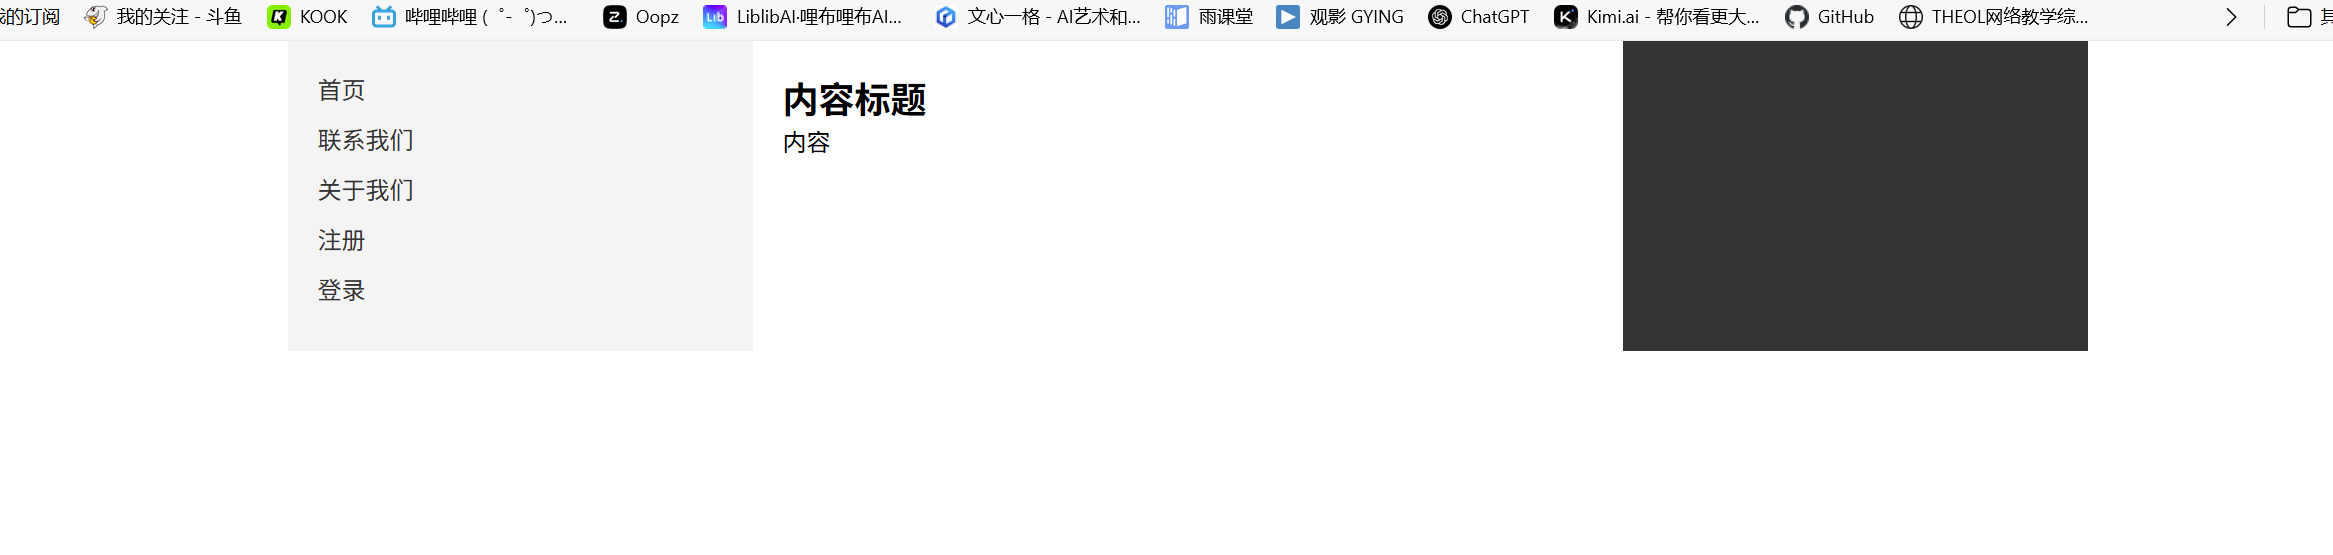 我的订阅 我的关注 - 斗鱼 KOOK 哔哩哔哩 (゜-゜)つ... Oopz LiblibAI·哩布哩布AI... 文心一格 - AI艺术和... 雨课堂 观影 GYING ChatGPT Kimi.ai - 帮你看更大... GitHub THEOL网络教学综...
首页
联系我们
关于我们
注册
登录
内容标题
内容